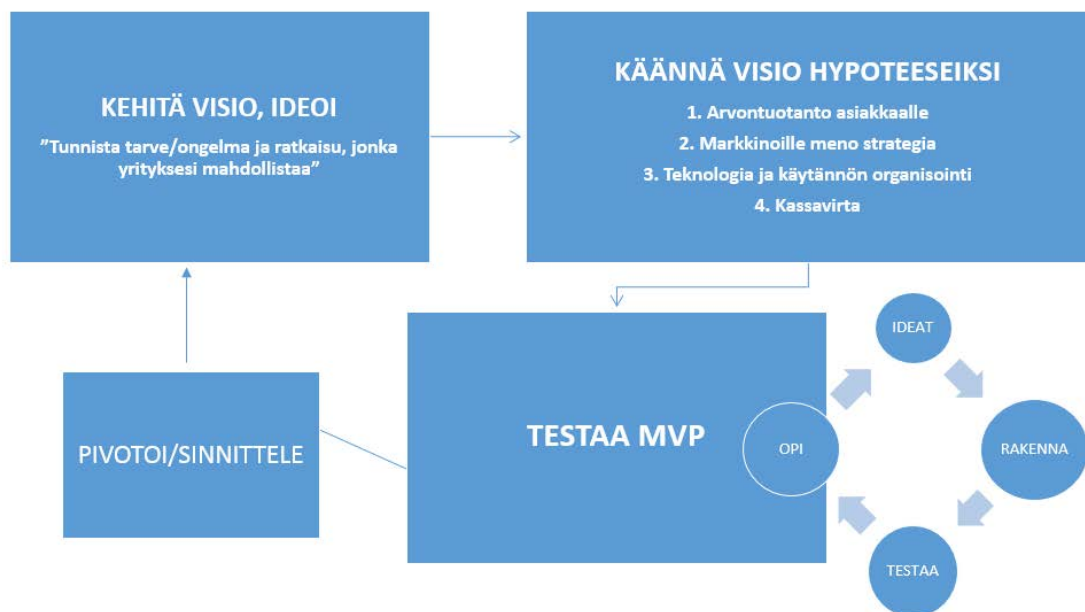 KEHITÄ VISIO, IDEOI
”Tunnista tarve/ongelma ja ratkaisu, jonka
yrityksesi mahdollistaa”
KÄÄNNÄ VISIO HYPOTEESEIKSI
1. Arvontuotanto asiakkaalle
2. Markkinoille meno strategia
3. Teknologia ja käytännön organisointi
4. Kassavirta
PIVOTOI/SINNITTELE
TESTAA MVP
IDEAT
RAKENNA
TESTAA
OPI